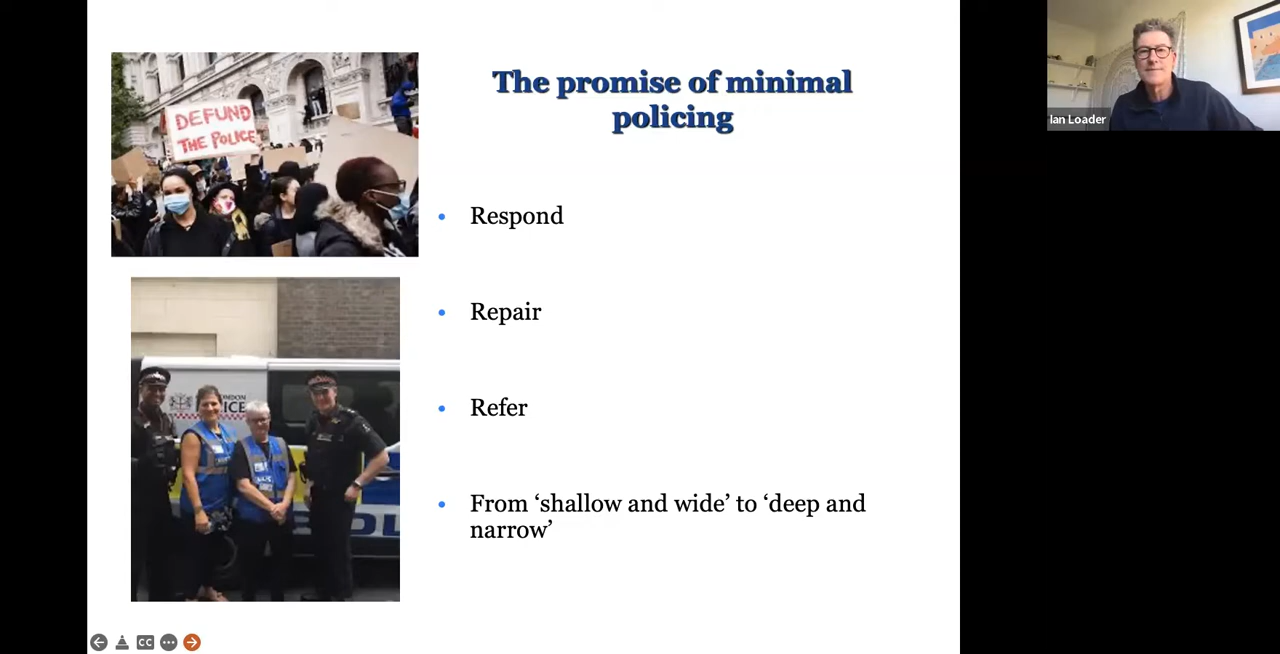 The promise of minimal
policing
DEFUND
THE POLICE
Ian Loader
• Respond
• Repair
• Refer
• From ‘shallow and wide’ to ‘deep and
narrow’
CC